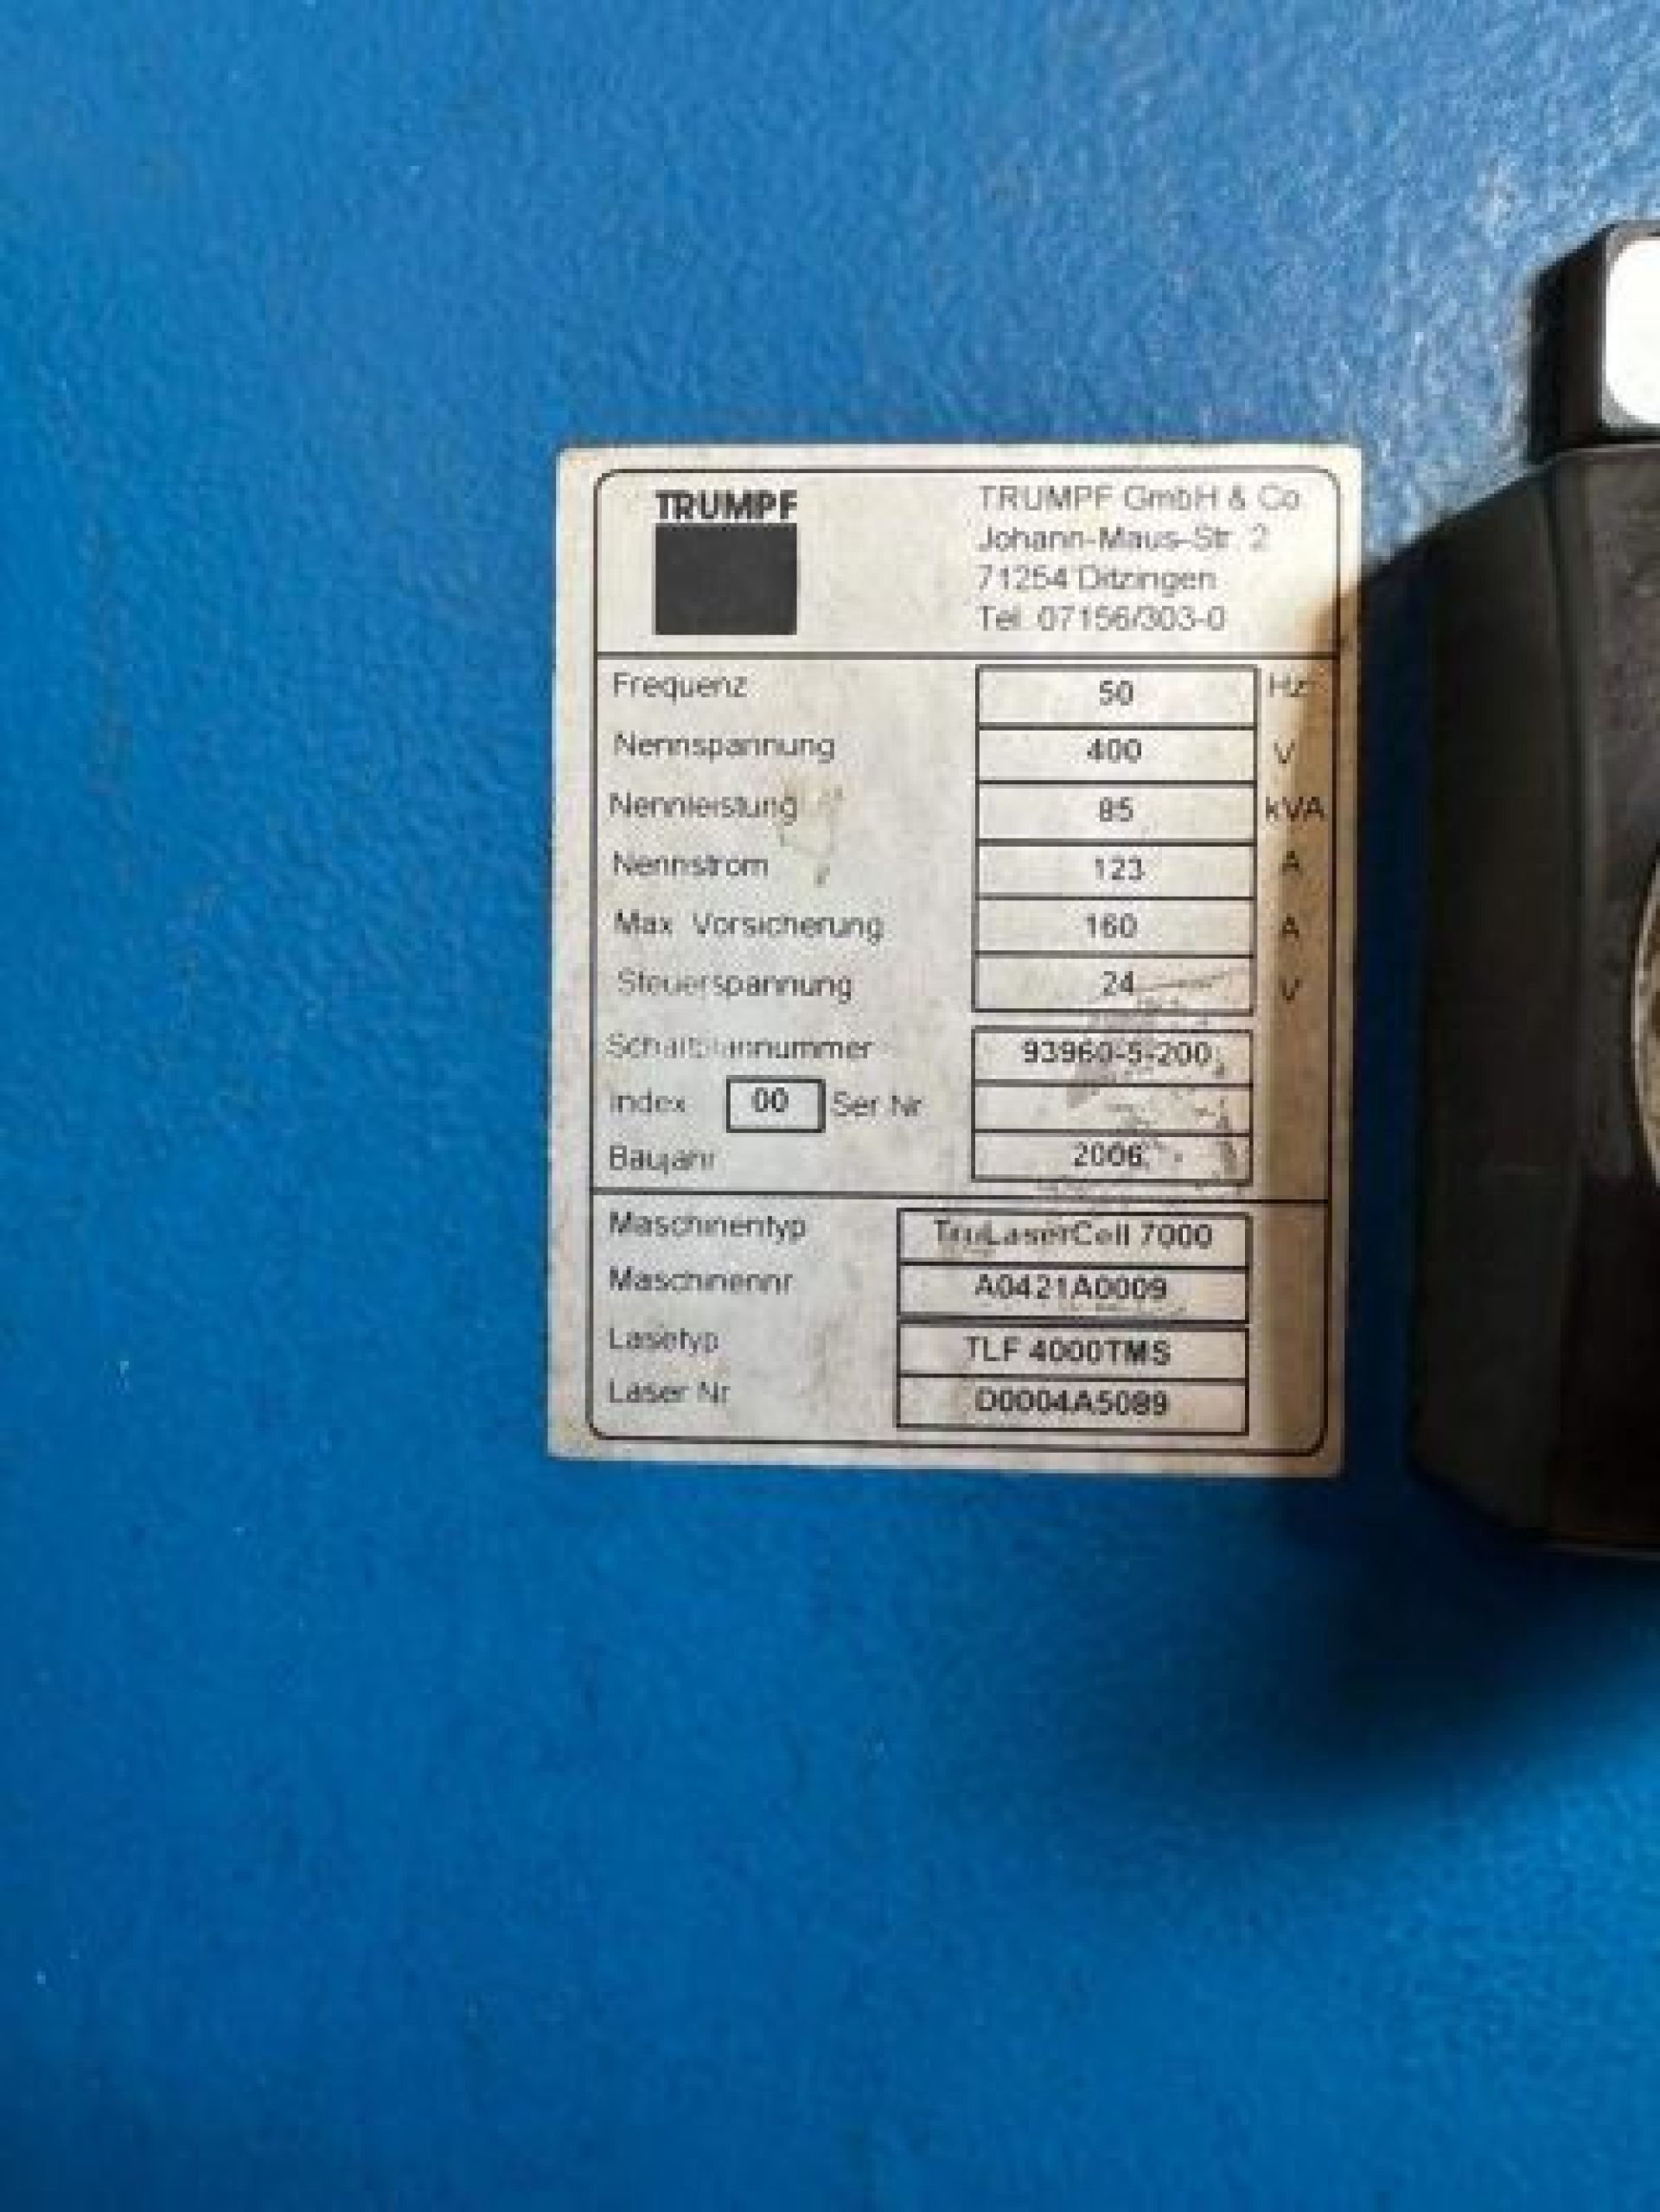 TRUMPF
TRUMPF GmbH & Co.
Johann-Maus-Str. 2
71254 Ditzingen
Tel. 07156/303-0
Frequenz 50 Hz
Nennspannung 400 V
Nennleistung 85 kVA
Nennstrom 123 A
Max. Vorsicherung 160 A
Steuerspannung 24 V
Schaltplannummer 93960-5-200
Index 00 Ser.Nr.
Baujahr 2006
Maschinentyp TruLaserCell 7000
Maschinennr. A0421A0009
Lasetyp TLF 4000TMS
Laser Nr. D0004A5089